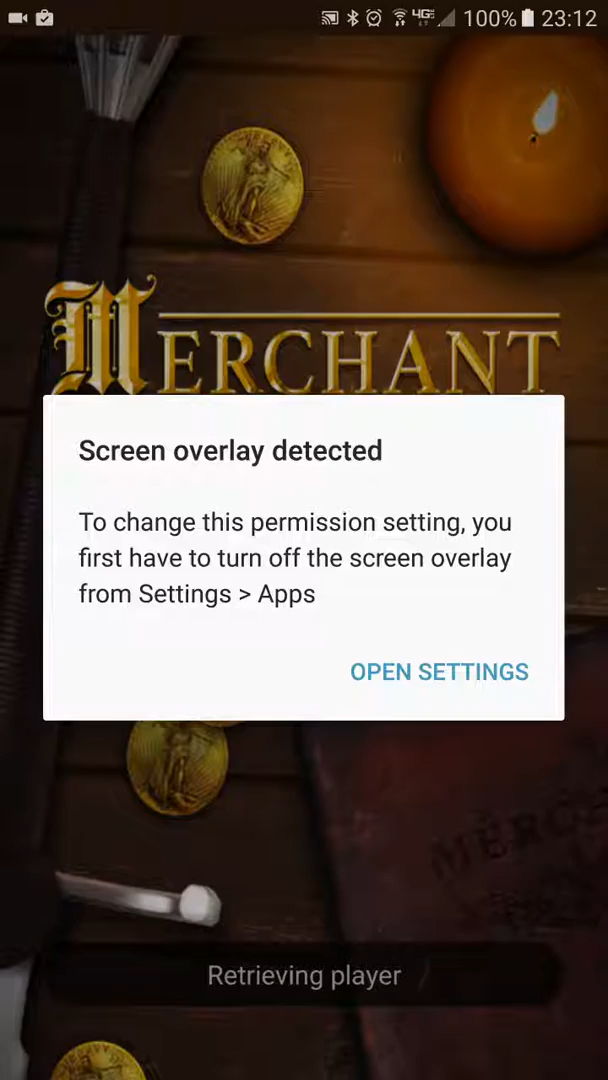 4G
100% 23:12
MERCHANT
Screen overlay detected
To change this permission setting, you
first have to turn off the screen overlay
from Settings > Apps
OPEN SETTINGS
Retrieving player